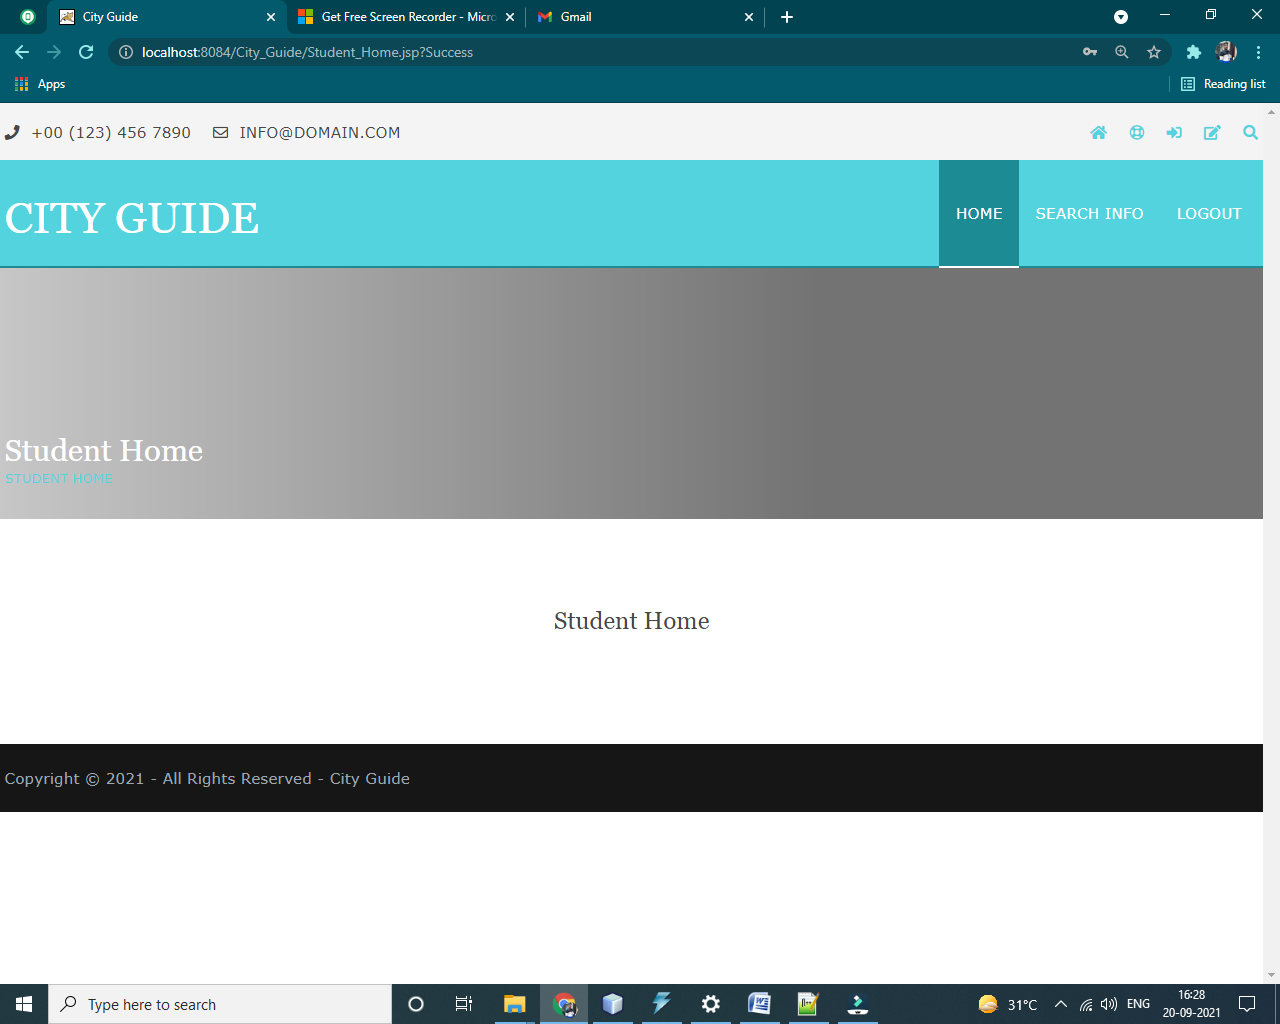 City Guide
Get Free Screen Recorder - Micro
Gmail
localhost:8084/City_Guide/Student_Home.jsp?Success
Apps
Reading list
+00 (123) 456 7890
INFO@DOMAIN.COM
CITY GUIDE
HOME
SEARCH INFO
LOGOUT
Student Home
STUDENT HOME
Student Home
Copyright © 2021 - All Rights Reserved - City Guide
Type here to search
31°C
ENG
16:28
20-09-2021